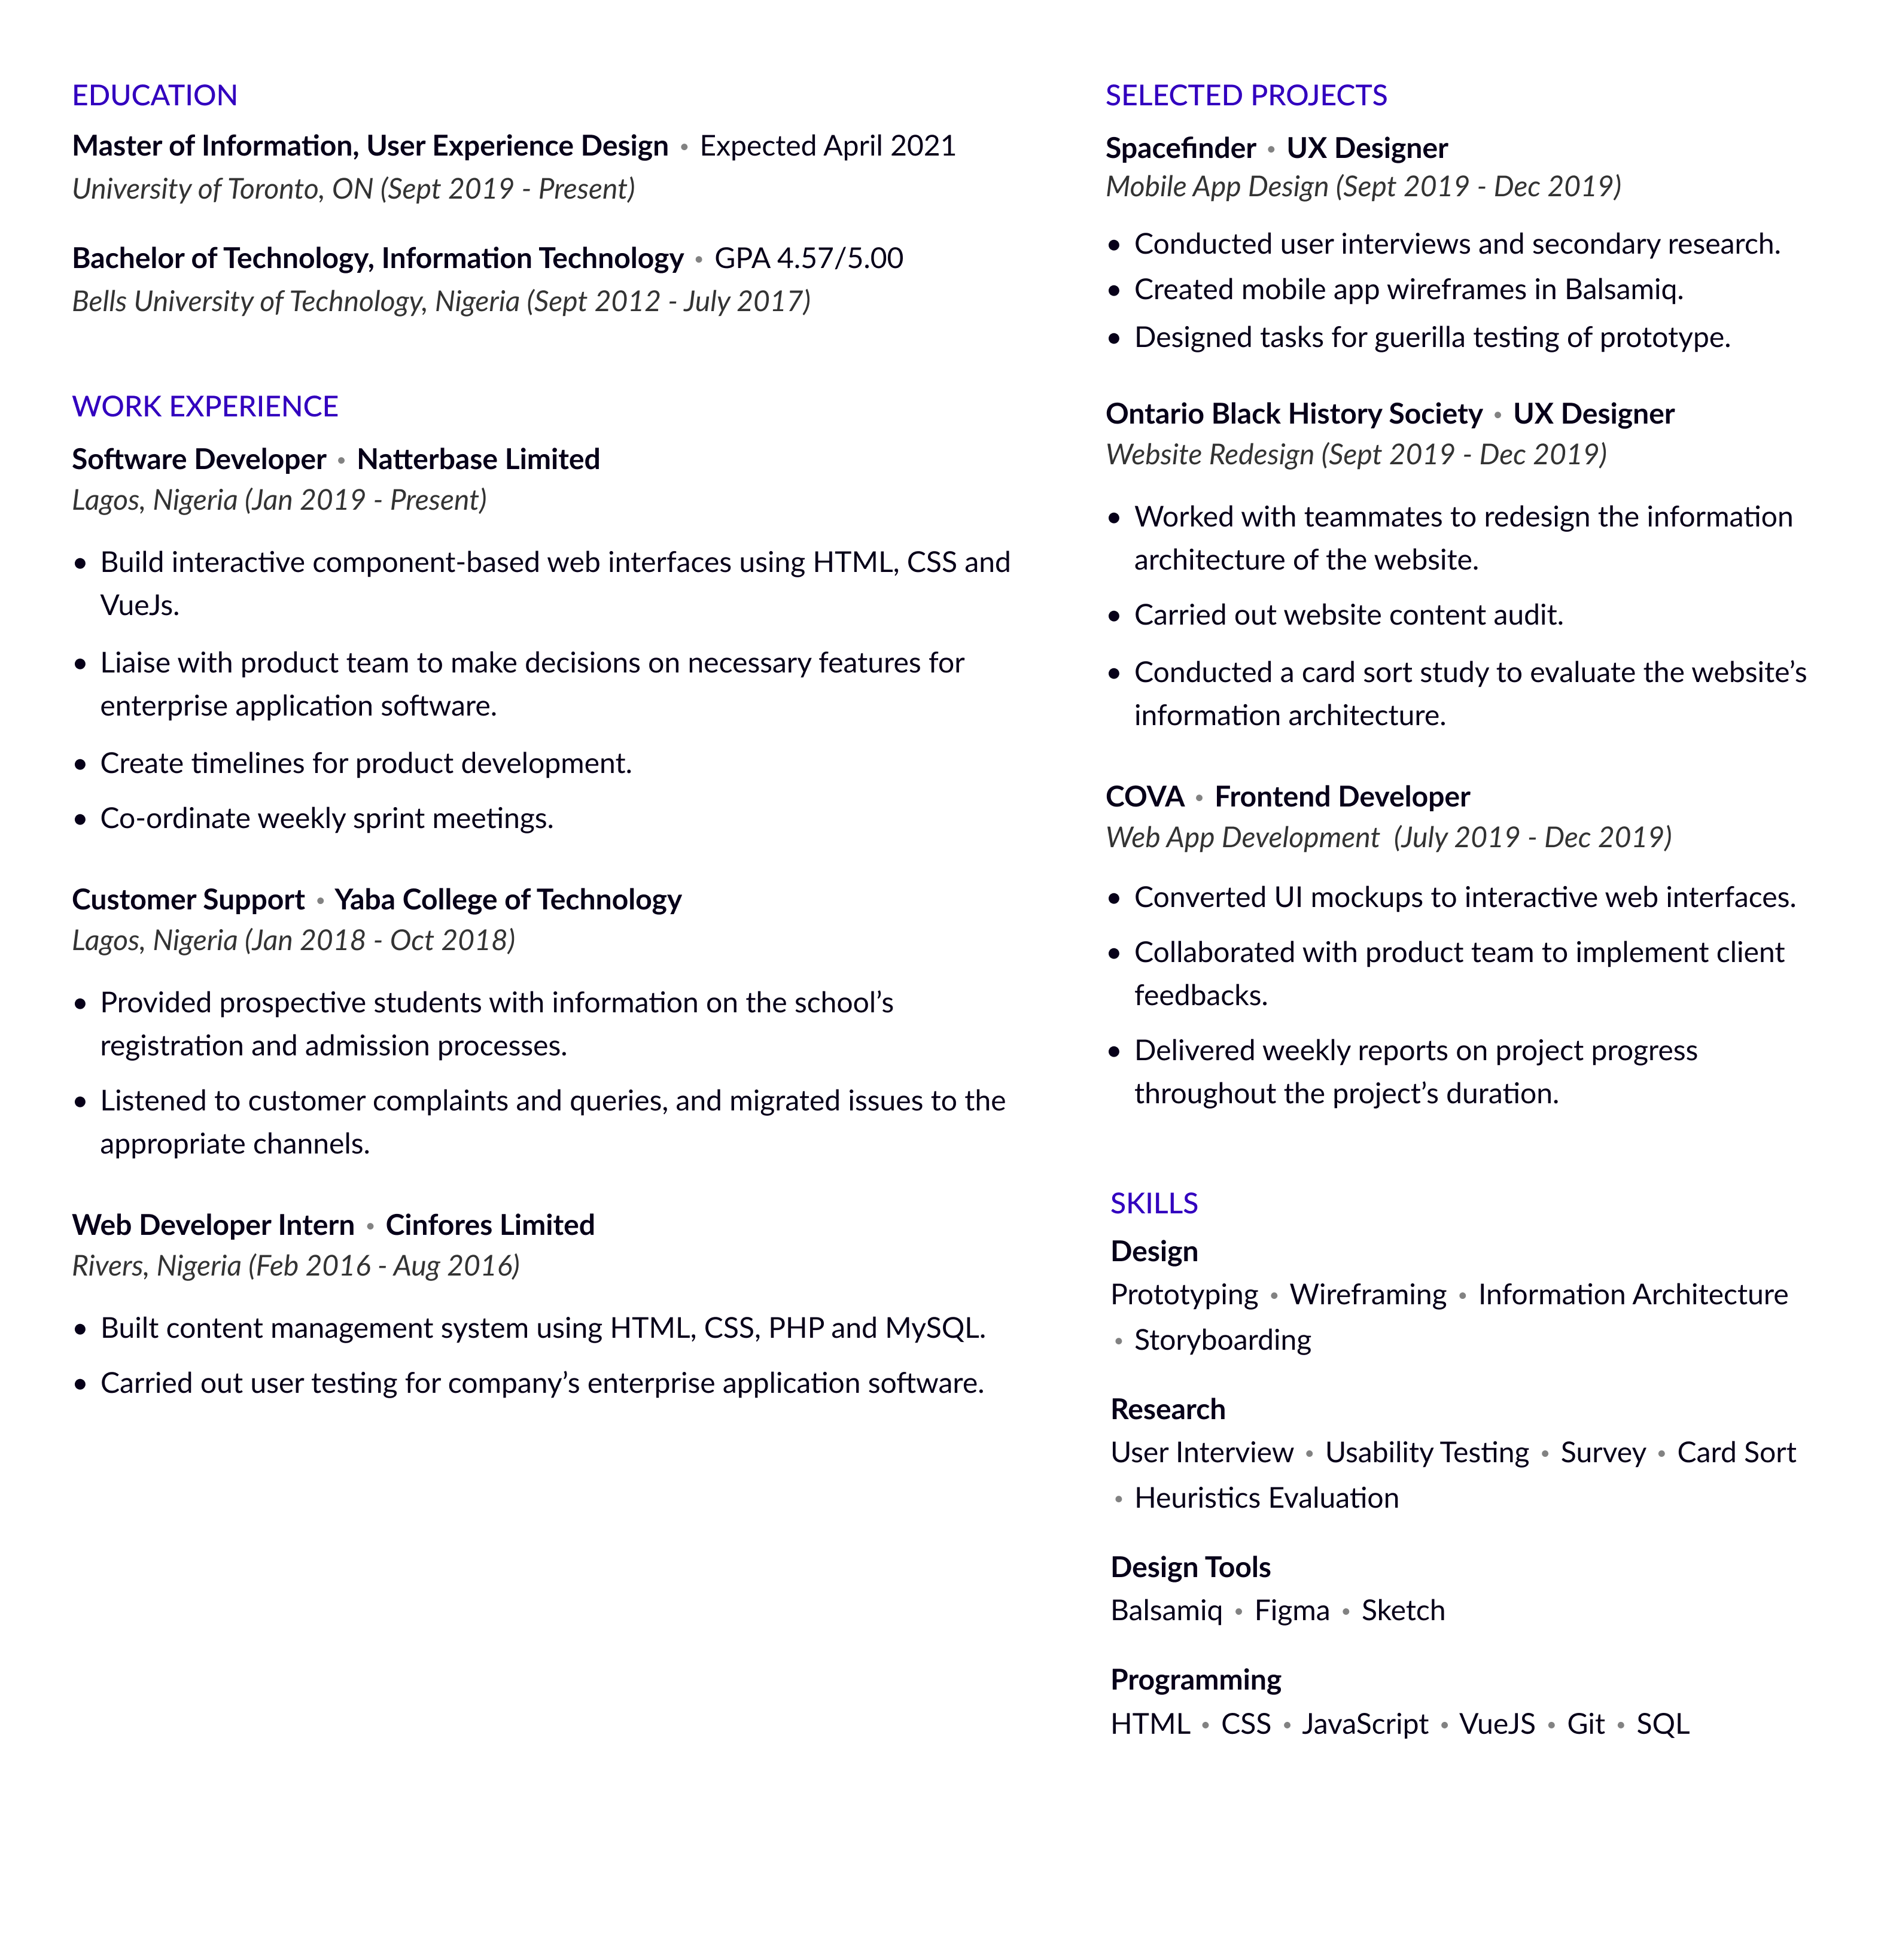 EDUCATION
Master of Information, User Experience Design • Expected April 2021
University of Toronto, ON (Sept 2019 - Present)
Bachelor of Technology, Information Technology • GPA 4.57/5.00
Bells University of Technology, Nigeria (Sept 2012 - July 2017)
WORK EXPERIENCE
Software Developer • Natterbase Limited
Lagos, Nigeria (Jan 2019 - Present)
• Build interactive component-based web interfaces using HTML, CSS and
VueJs.
• Liaise with product team to make decisions on necessary features for
enterprise application software.
• Create timelines for product development.
• Co-ordinate weekly sprint meetings.
Customer Support • Yaba College of Technology
Lagos, Nigeria (Jan 2018 - Oct 2018)
• Provided prospective students with information on the school’s
registration and admission processes.
• Listened to customer complaints and queries, and migrated issues to the
appropriate channels.
Web Developer Intern • Cinfores Limited
Rivers, Nigeria (Feb 2016 - Aug 2016)
• Built content management system using HTML, CSS, PHP and MySQL.
• Carried out user testing for company’s enterprise application software.
SELECTED PROJECTS
Spacefinder • UX Designer
Mobile App Design (Sept 2019 - Dec 2019)
• Conducted user interviews and secondary research.
• Created mobile app wireframes in Balsamiq.
• Designed tasks for guerilla testing of prototype.
Ontario Black History Society • UX Designer
Website Redesign (Sept 2019 - Dec 2019)
• Worked with teammates to redesign the information
architecture of the website.
• Carried out website content audit.
• Conducted a card sort study to evaluate the website’s
information architecture.
COVA • Frontend Developer
Web App Development (July 2019 - Dec 2019)
• Converted UI mockups to interactive web interfaces.
• Collaborated with product team to implement client
feedbacks.
• Delivered weekly reports on project progress
throughout the project’s duration.
SKILLS
Design
Prototyping • Wireframing • Information Architecture
• Storyboarding
Research
User Interview • Usability Testing • Survey • Card Sort
• Heuristics Evaluation
Design Tools
Balsamiq • Figma • Sketch
Programming
HTML • CSS • JavaScript • VueJS • Git • SQL